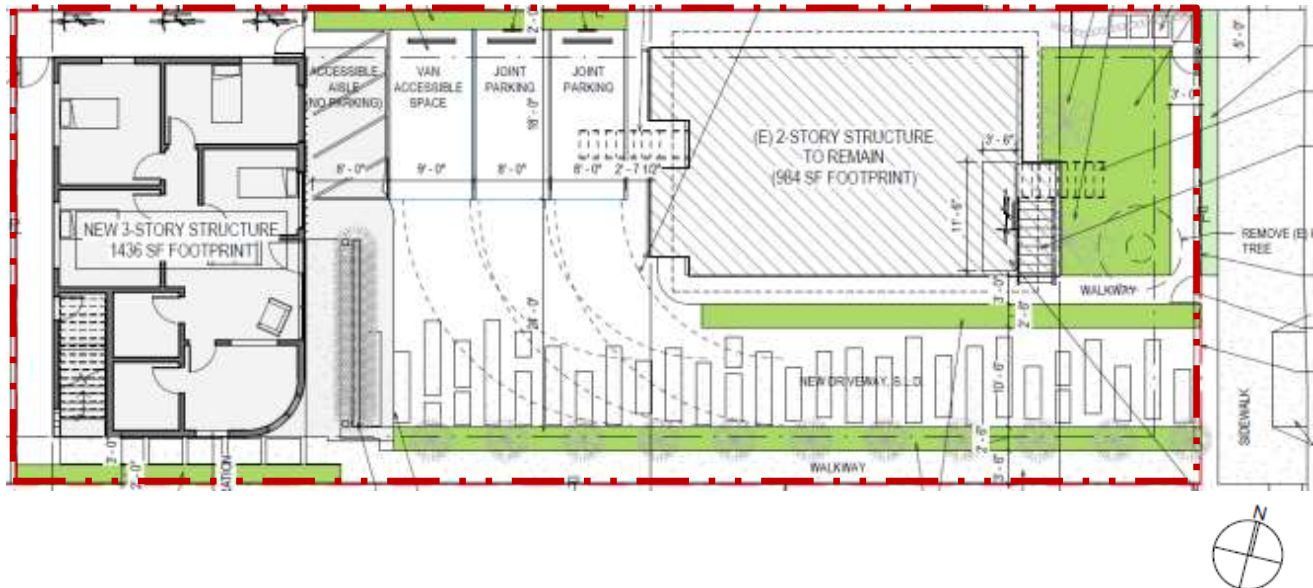 2'- 0"
5'- 0"
ACCESSIBLE
AISLE
(NO PARKING)
VAN
ACCESSIBLE
SPACE
JOINT
PARKING
JOINT
PARKING
18'- 0"
8'- 0"
9'- 0"
8'- 0"
8'- 0"
2'- 7 1/2"
(E) 2-STORY STRUCTURE
TO REMAIN
(984 SF FOOTPRINT)
3'- 6"
11'- 6"
3'- 0"
NEW 3-STORY STRUCTURE
1436 SF FOOTPRINT
REMOVE (E)
TREE
WALKWAY
3'- 0"
2'- 6"
24'- 0"
NEW DRIVEWAY, S.L.D.
10'- 6"
SIDEWALK
2'- 6"
3'- 6"
WALKWAY
3'- 0"
2'- 0"
RATION
N